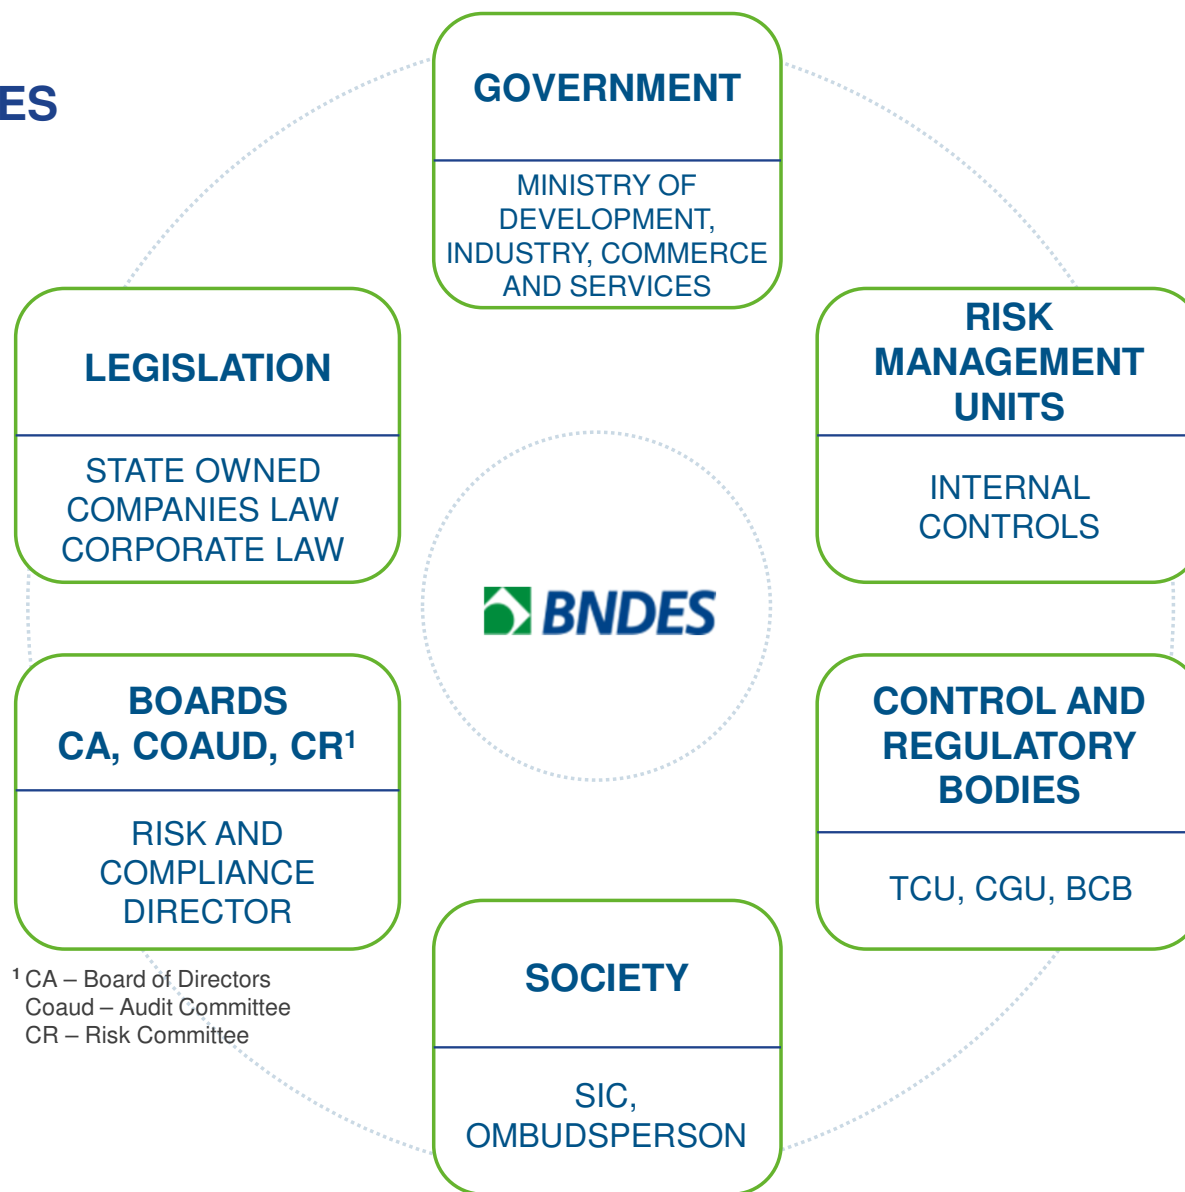 ES
GOVERNMENT
MINISTRY OF
DEVELOPMENT,
INDUSTRY, COMMERCE
AND SERVICES
LEGISLATION
STATE OWNED
COMPANIES LAW
CORPORATE LAW
RISK
MANAGEMENT
UNITS
INTERNAL
CONTROLS
BNDES
BOARDS
CA, COAUD, CR¹
RISK AND
COMPLIANCE
DIRECTOR
CONTROL AND
REGULATORY
BODIES
TCU, CGU, BCB
¹ CA – Board of Directors
Coaud – Audit Committee
CR – Risk Committee
SOCIETY
SIC,
OMBUDSPERSON